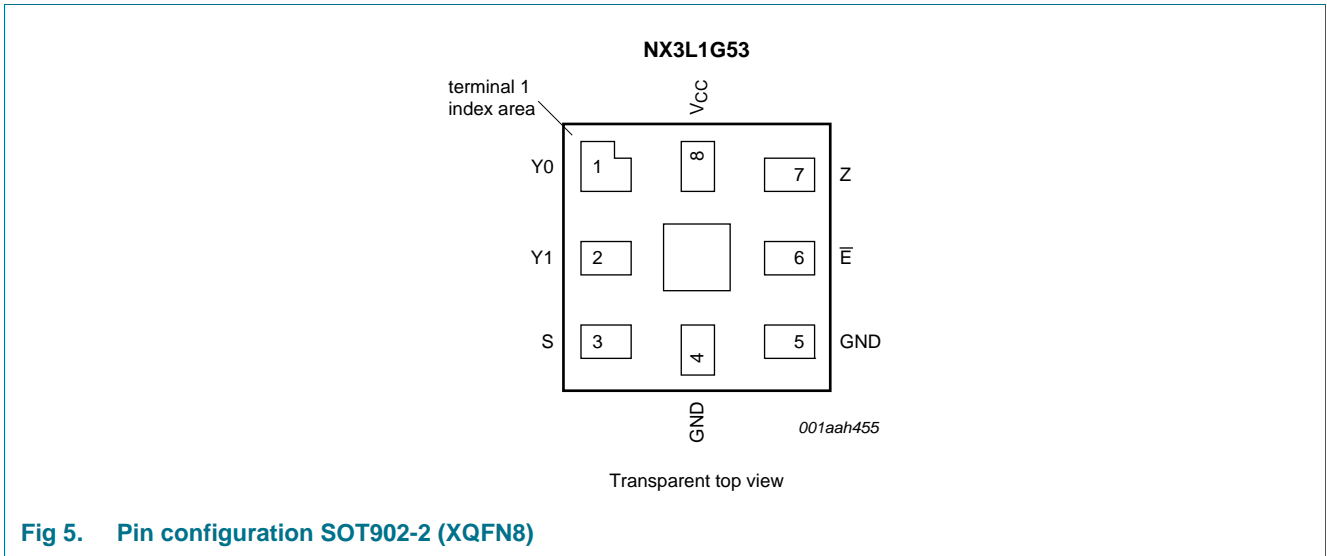 NX3L1G53
terminal 1
index area
VCC
Y0 1 8 7 Z
Y1 2 6 E̅
S 3 4 5 GND
GND
001aah455
Transparent top view
Fig 5. Pin configuration SOT902-2 (XQFN8)